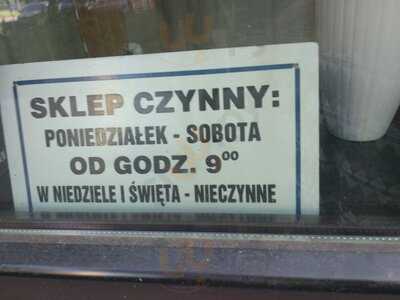 SKLEP CZYNNY:
PONIEDZIAŁEK - SOBOTA
OD GODZ. 9⁰⁰
W NIEDZIELE I ŚWIĘTA - NIECZYNNE